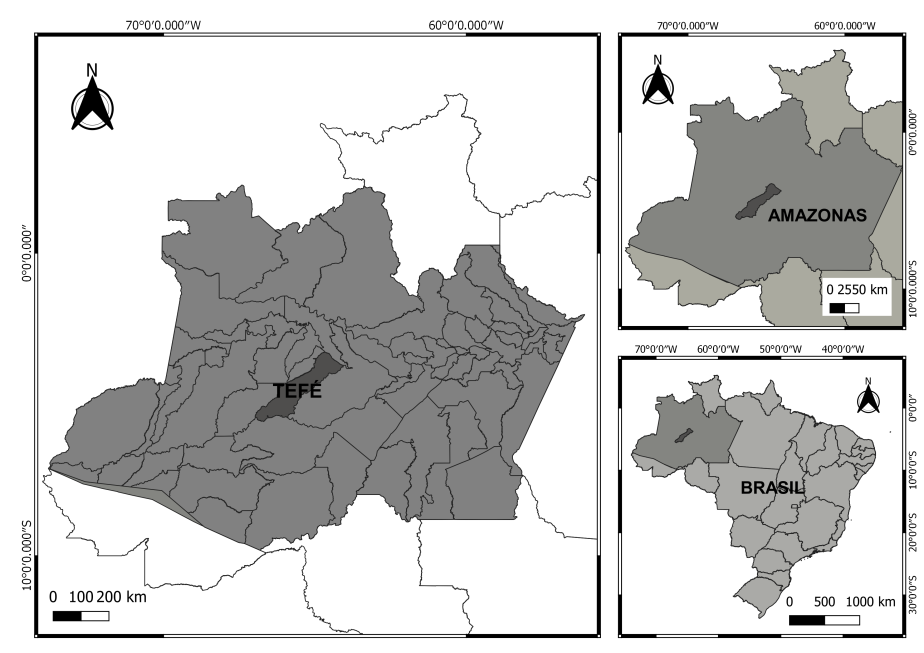 70°0'0.000"W 60°0'0.000"W
N
0°0'0.000"
10°0'0.000"S
TEFÉ
0 100 200 km
70°0'0.000"W 60°0'0.000"W
N
0°0'0.000"
10°0'0.000"S
AMAZONAS
0 2550 km
70°0'0"W 60°0'0"W 50°0'0"W 40°0'0"W
N
0°0'0"
10°0'0"S
20°0'0"S
30°0'0"S
BRASIL
0 500 1000 km